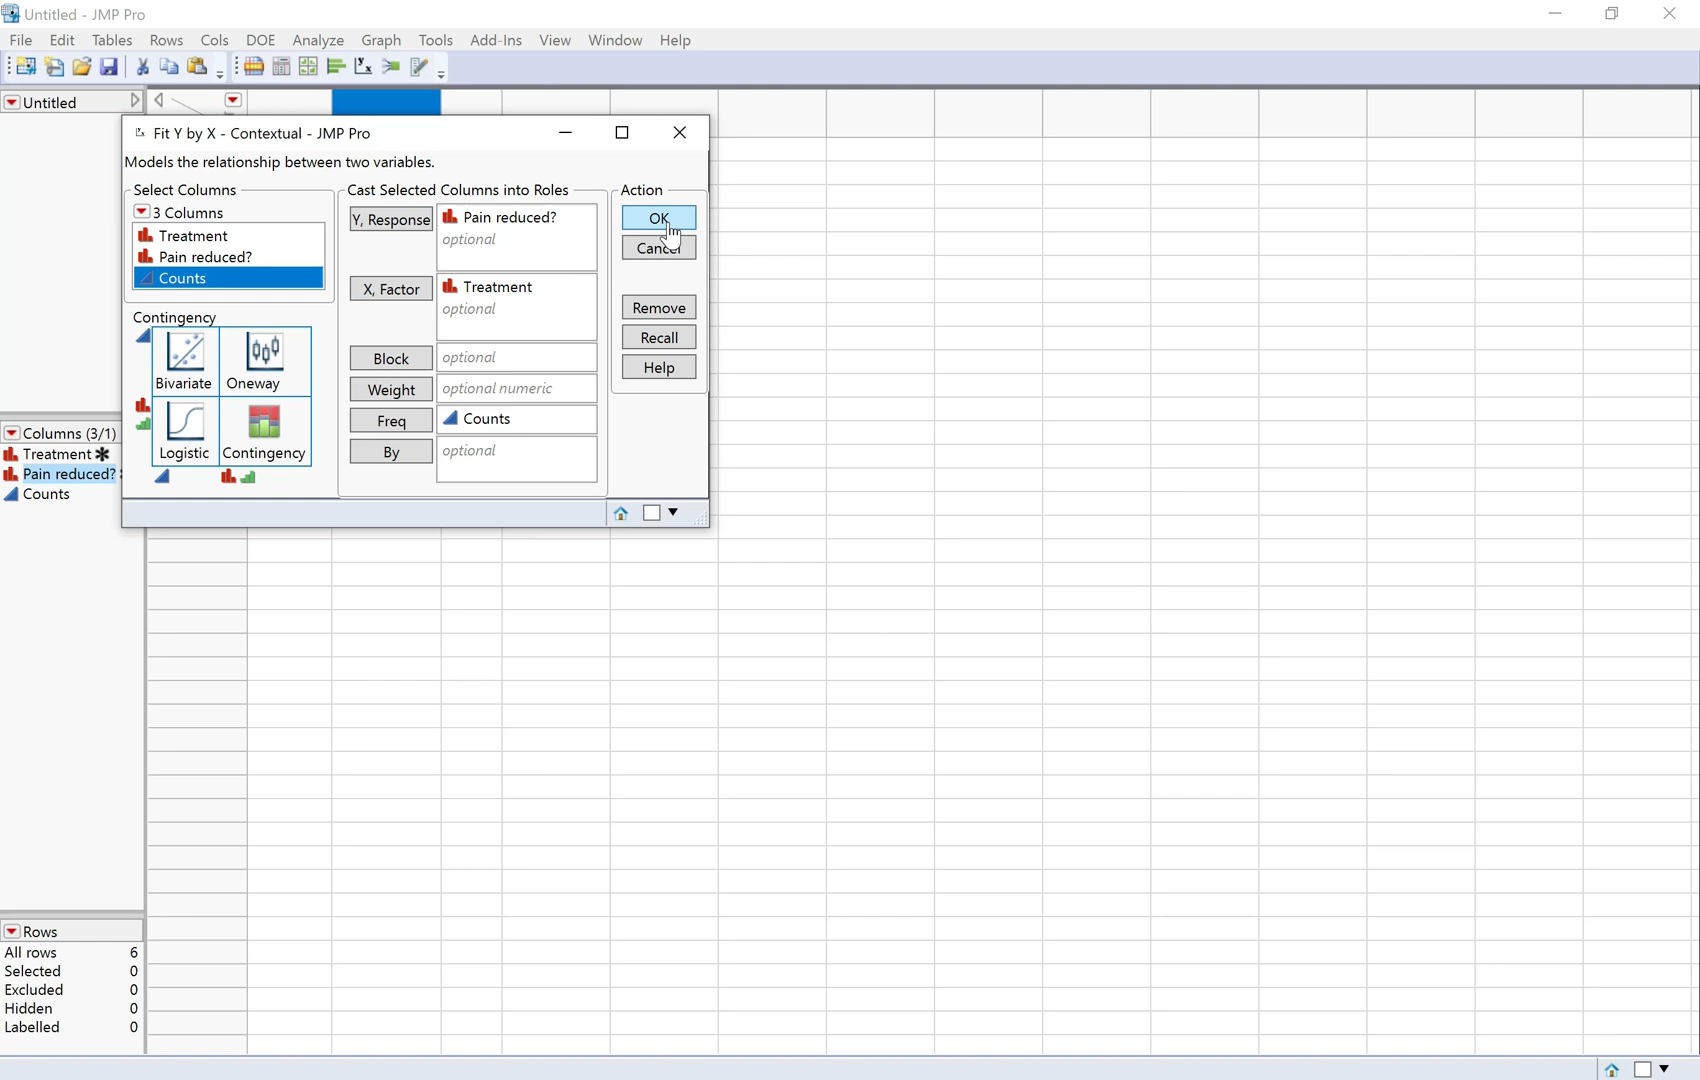 Untitled - JMP Pro
File Edit Tables Rows Cols DOE Analyze Graph Tools Add-Ins View Window Help
Untitled
Fit Y by X - Contextual - JMP Pro
Models the relationship between two variables.
Select Columns
3 Columns
Treatment
Pain reduced?
Counts
Contingency
Bivariate Oneway
Logistic Contingency
Cast Selected Columns into Roles
Y, Response Pain reduced?
optional
X, Factor Treatment
optional
Block optional
Weight optional numeric
Freq Counts
By optional
Action
OK
Cancel
Remove
Recall
Help
Columns (3/1)
Treatment
Pain reduced?
Counts
Rows
All rows 6
Selected 0
Excluded 0
Hidden 0
Labelled 0